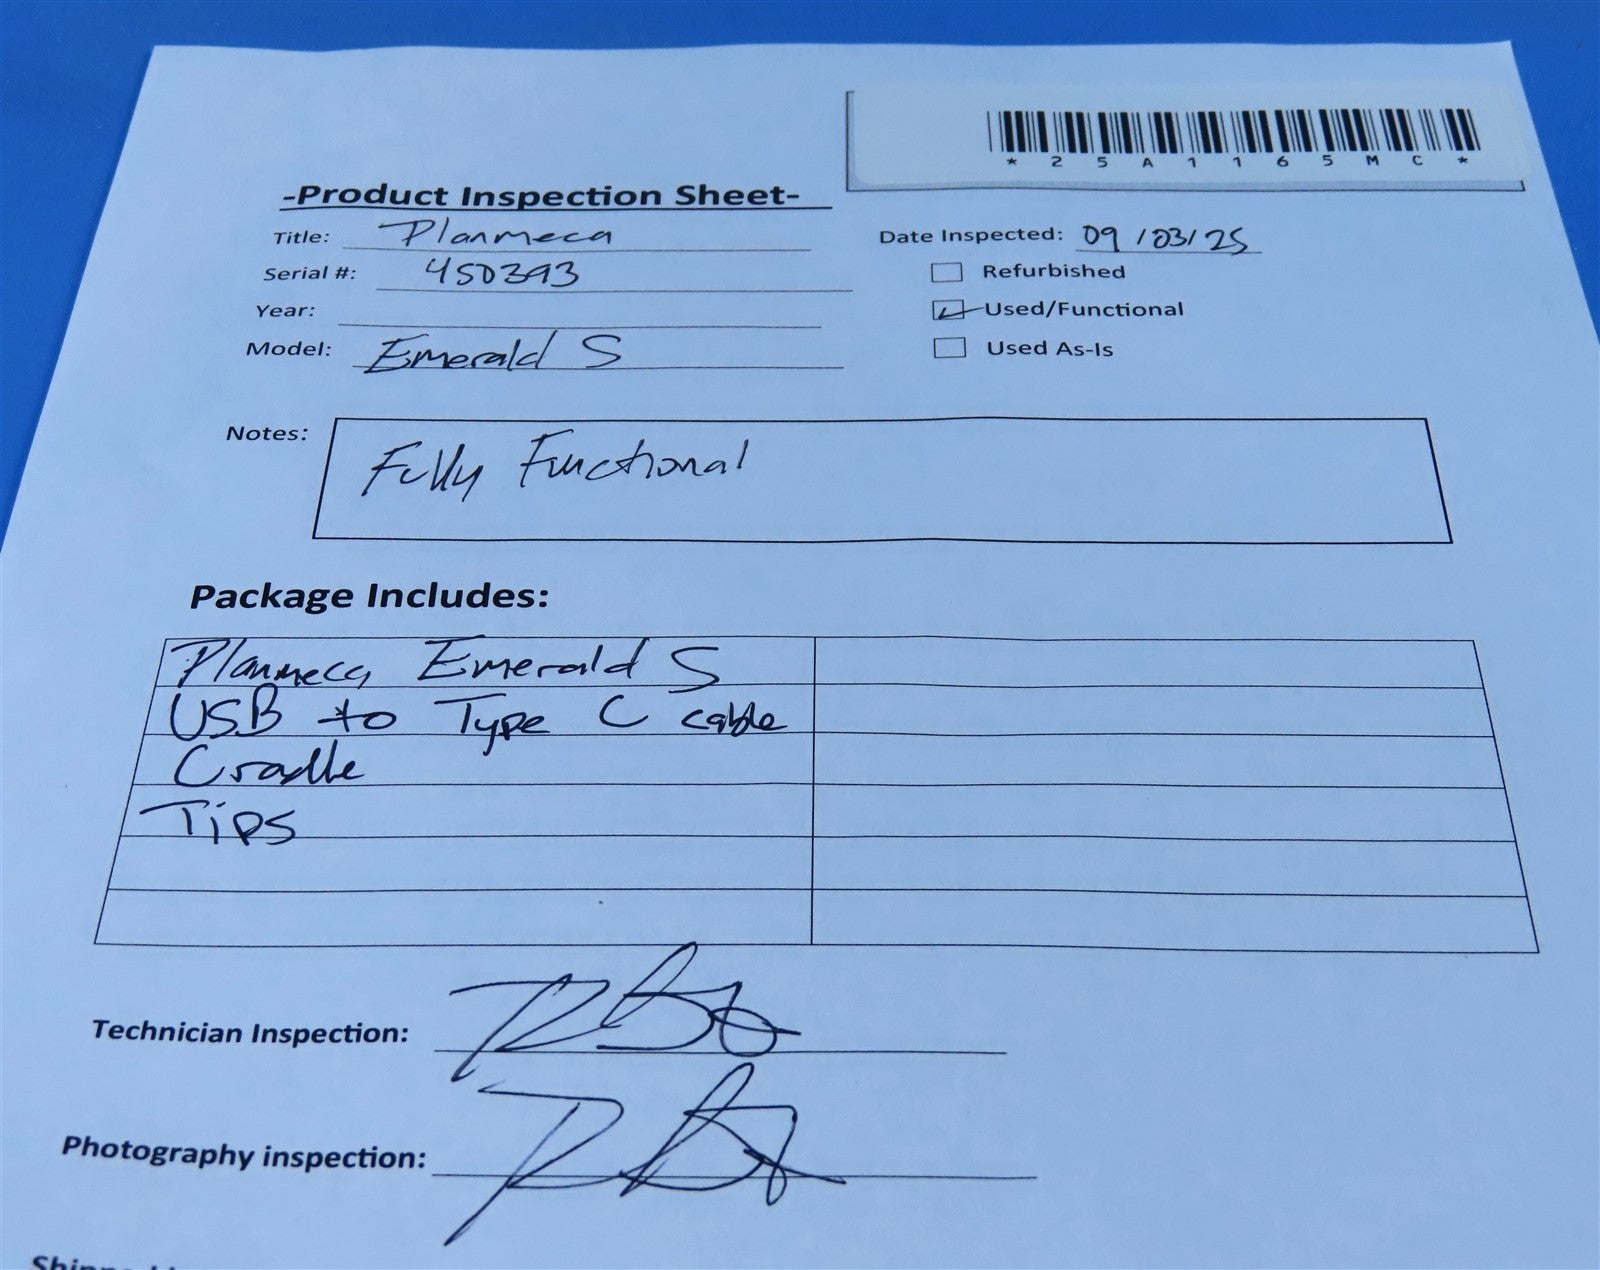 *25A1165MC*
-Product Inspection Sheet-
Title: Planmeca
Date Inspected: 09/03/25
Serial #: 450393
Refurbished
Year:
Used/Functional
Model: Emerald S
Used As-Is
Notes: Fully Functional
Package Includes:
Planmeca Emerald S
USB to Type C cable
Cradle
Tips
Technician Inspection:
Photography inspection: